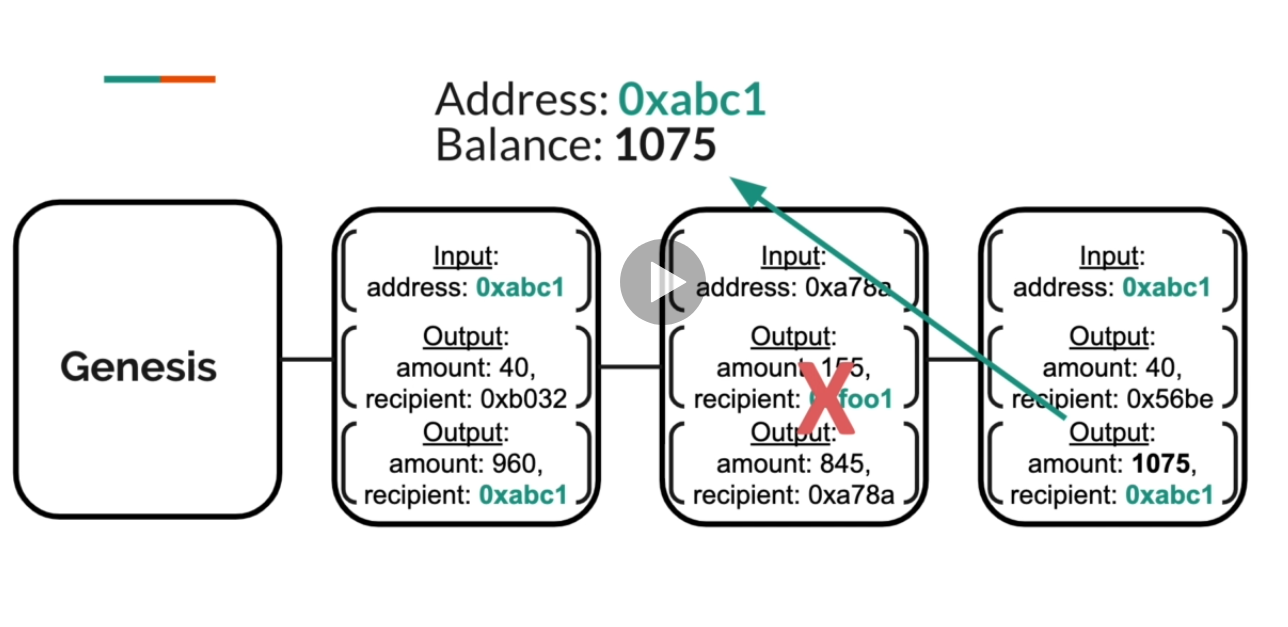 Address: 0xabc1
Balance: 1075
Genesis
Input:
address: 0xabc1
Output:
amount: 40,
recipient: 0xb032
Output:
amount: 960,
recipient: 0xabc1
Input:
address: 0xa78a
Output:
amount: 155,
recipient: foo1
Output:
amount: 845,
recipient: 0xa78a
Input:
address: 0xabc1
Output:
amount: 40,
recipient: 0x56be
Output:
amount: 1075,
recipient: 0xabc1